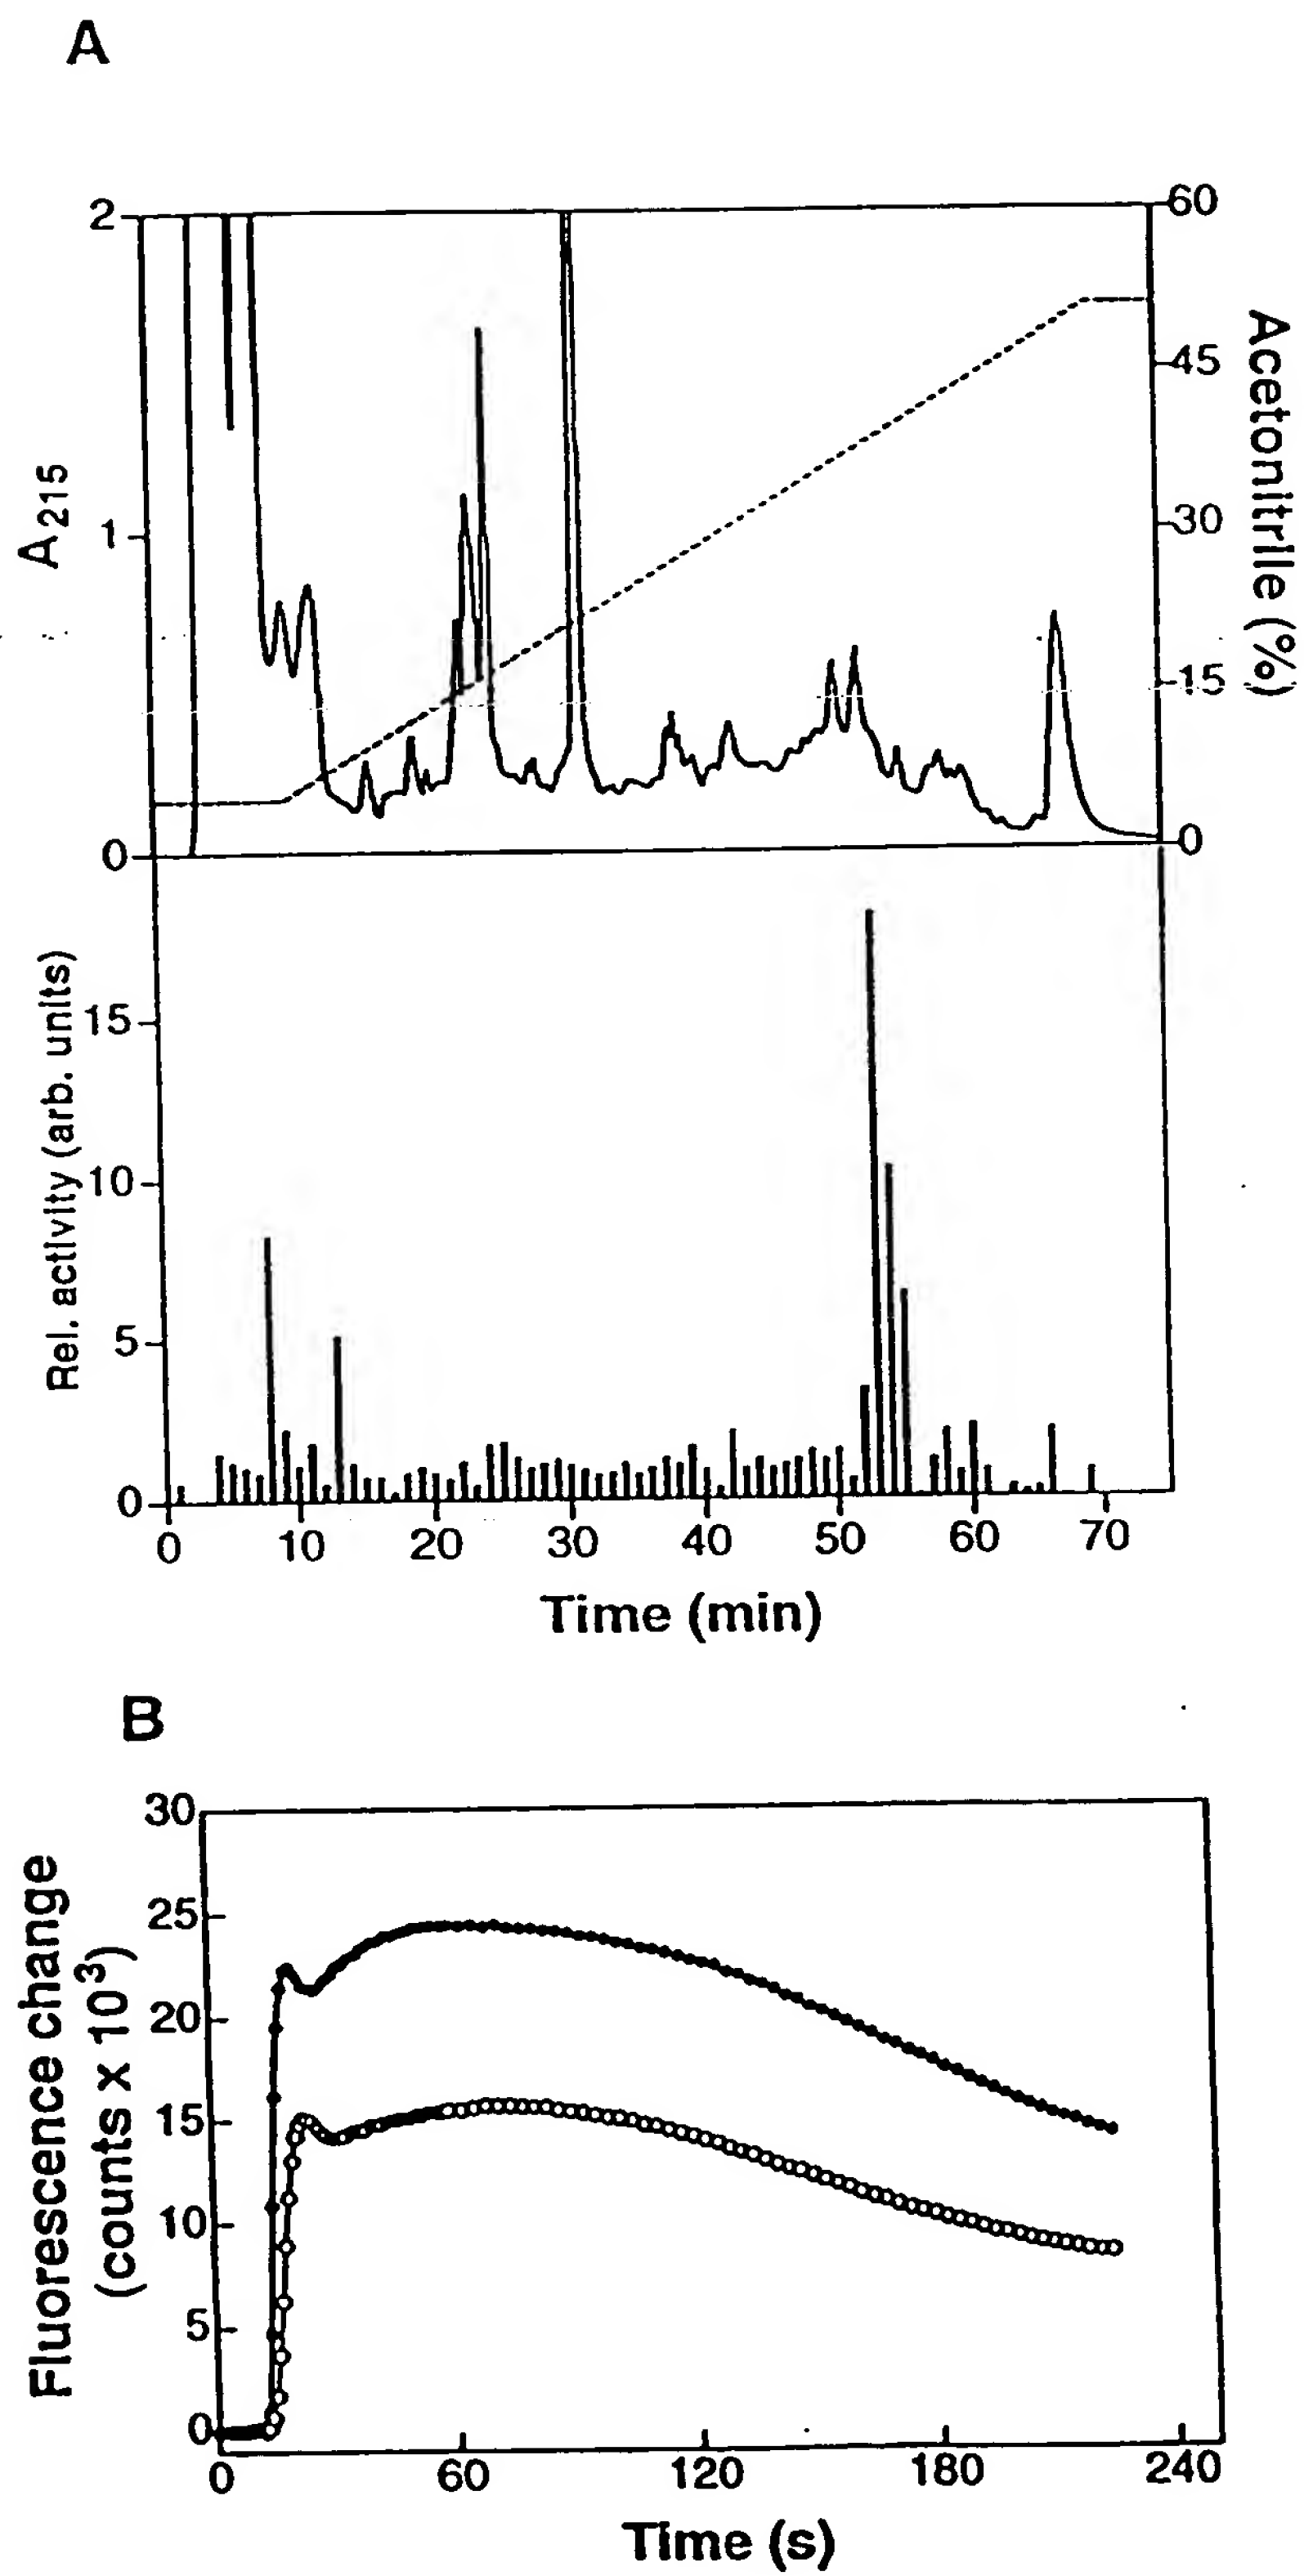 A
2
1
0
A215
60
45
30
15
0
Acetonitrile (%)
15
10
5
0
Rel. activity (arb. units)
0 10 20 30 40 50 60 70
Time (min)
B
30
25
20
15
10
5
0
Fluorescence change
(counts x 10³)
0 60 120 180 240
Time (s)